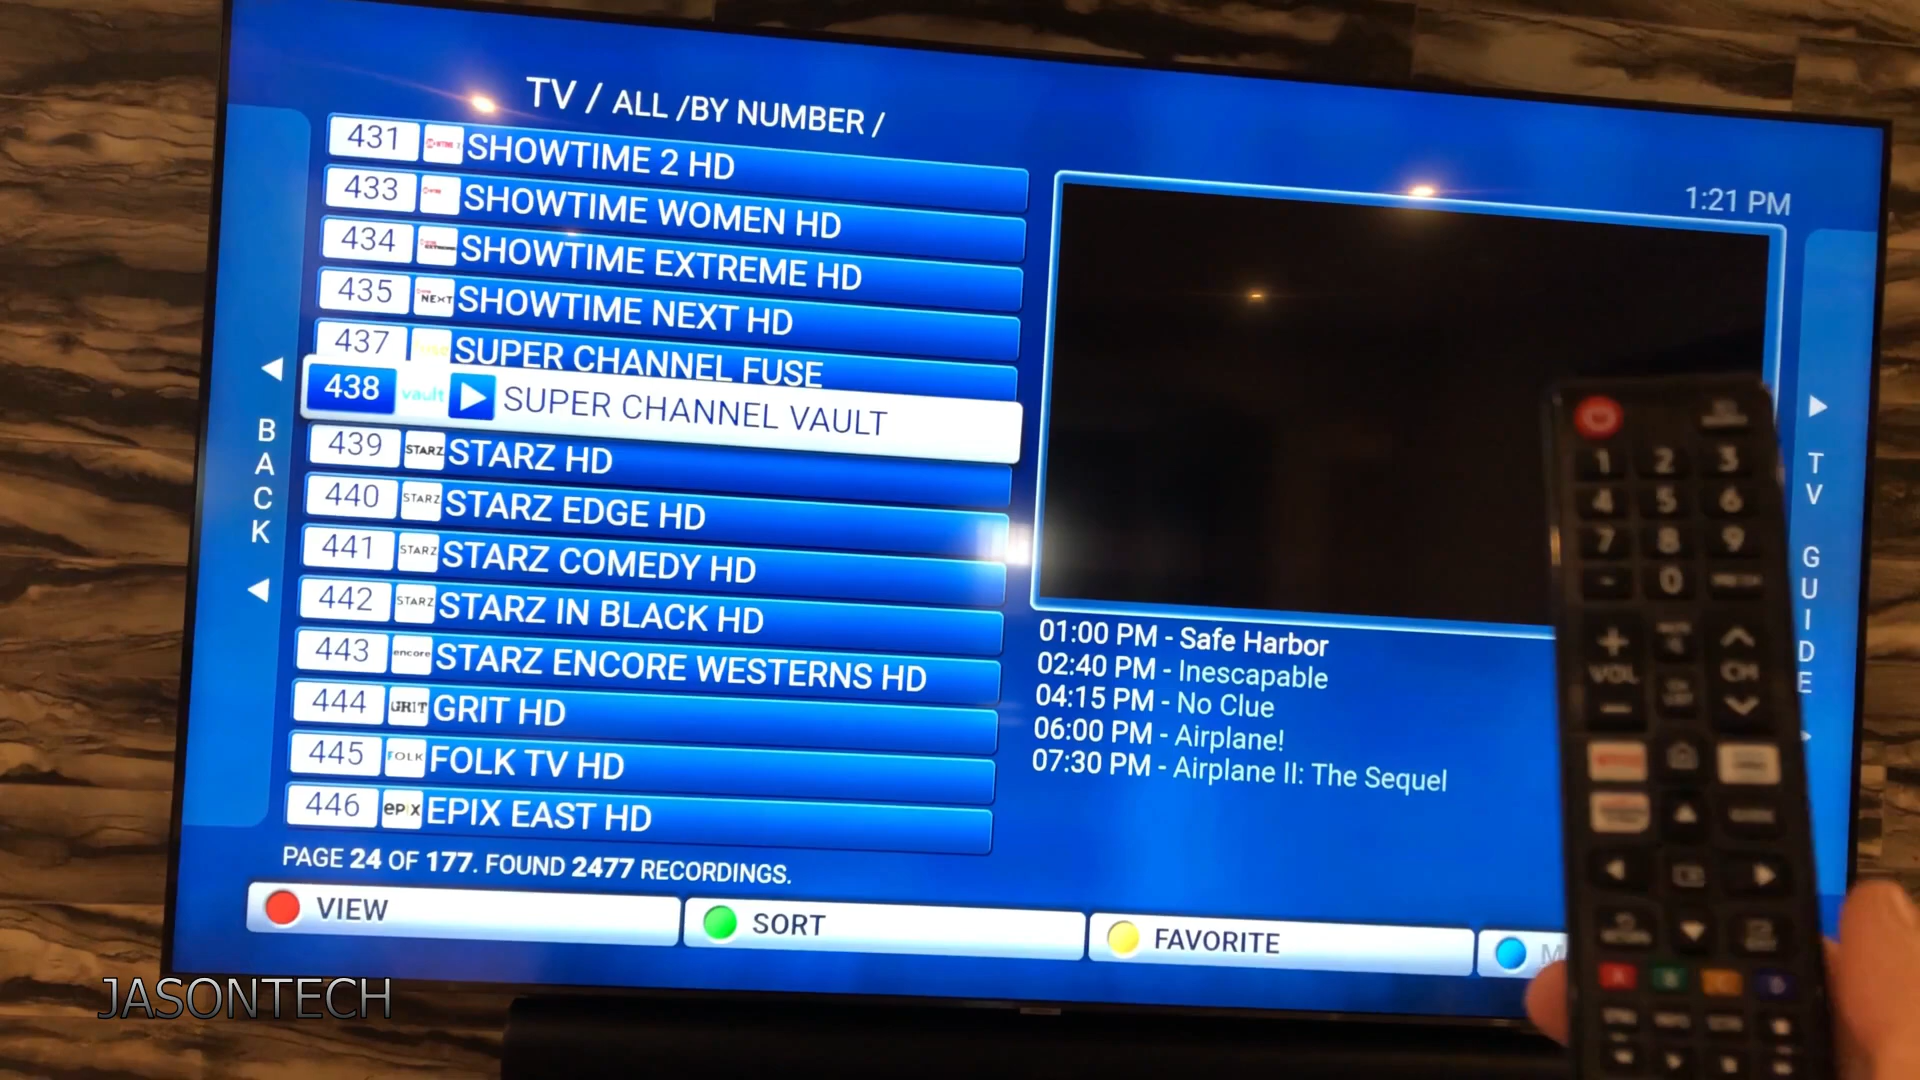 TV / ALL /BY NUMBER /
1:21 PM
431 SHOWTIME 2 HD
433 SHOWTIME WOMEN HD
434 SHOWTIME EXTREME HD
435 NEXT SHOWTIME NEXT HD
437 SUPER CHANNEL FUSE
438 vault SUPER CHANNEL VAULT
439 STARZ STARZ HD
440 STARZ STARZ EDGE HD
441 STARZ STARZ COMEDY HD
442 STARZ STARZ IN BLACK HD
443 encore STARZ ENCORE WESTERNS HD
444 GRIT GRIT HD
445 FOLK FOLK TV HD
446 epix EPIX EAST HD
BACK
TV GUIDE
01:00 PM - Safe Harbor
02:40 PM - Inescapable
04:15 PM - No Clue
06:00 PM - Airplane!
07:30 PM - Airplane II: The Sequel
PAGE 24 OF 177. FOUND 2477 RECORDINGS.
VIEW
SORT
FAVORITE
1 2 3
4 5 6
7 8 9
- 0
+
VOL CH
-
A B C D
JASONTECH